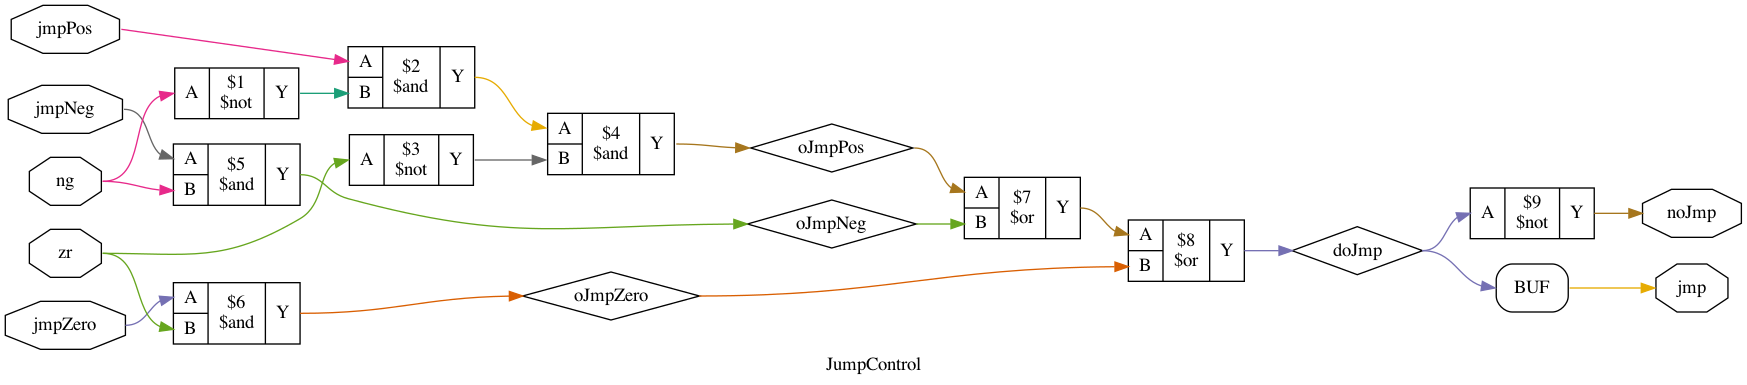 jmpPos
jmpNeg
ng
zr
jmpZero
A $1 $not Y
A B $5 $and Y
A B $6 $and Y
A B $2 $and Y
A $3 $not Y
A B $4 $and Y
oJmpPos
oJmpNeg
oJmpZero
A B $7 $or Y
A B $8 $or Y
doJmp
A $9 $not Y
BUF
noJmp
jmp
JumpControl